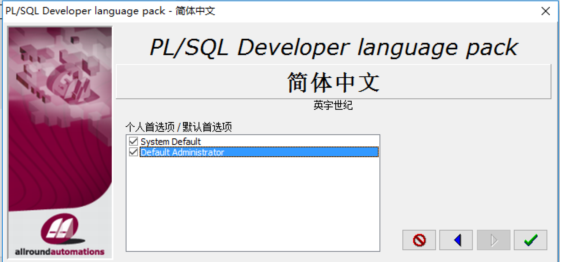 PL/SQL Developer language pack - 简体中文
PL/SQL Developer language pack
简体中文
英宇世纪
个人首选项 / 默认首选项
System Default
Default Administrator
allroundautomations